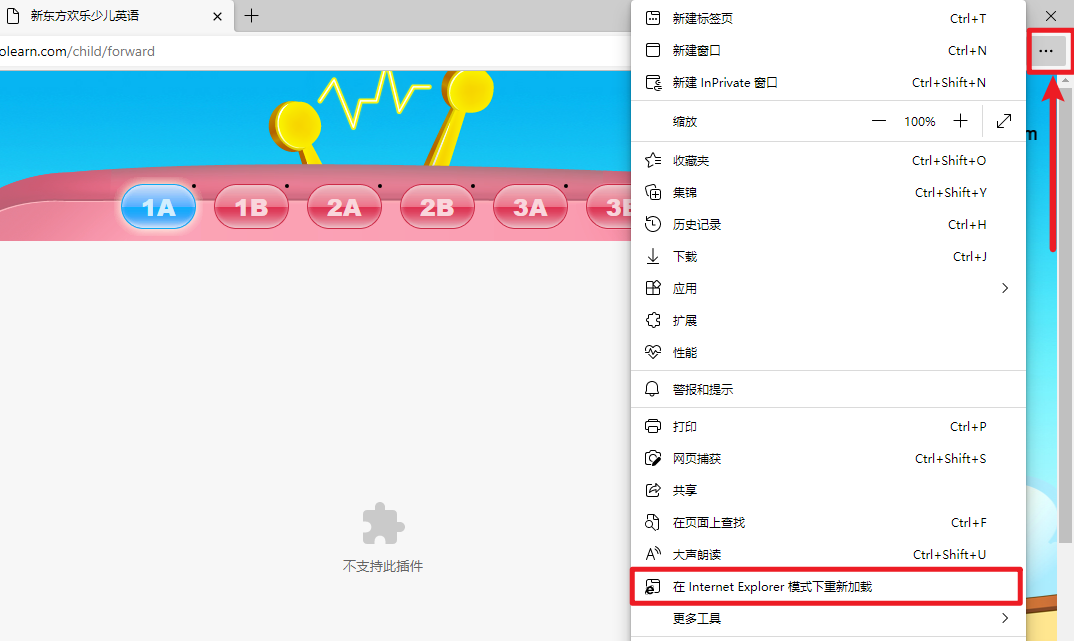 新东方欢乐少儿英语
olearn.com/child/forward
1A
1B
2A
2B
3A
新建标签页 Ctrl+T
新建窗口 Ctrl+N
新建 InPrivate 窗口 Ctrl+Shift+N
缩放 100%
收藏夹 Ctrl+Shift+O
集锦 Ctrl+Shift+Y
历史记录 Ctrl+H
下载 Ctrl+J
应用
扩展
性能
警报和提示
打印 Ctrl+P
网页捕获 Ctrl+Shift+S
共享
在页面上查找 Ctrl+F
大声朗读 Ctrl+Shift+U
在 Internet Explorer 模式下重新加载
更多工具
不支持此插件